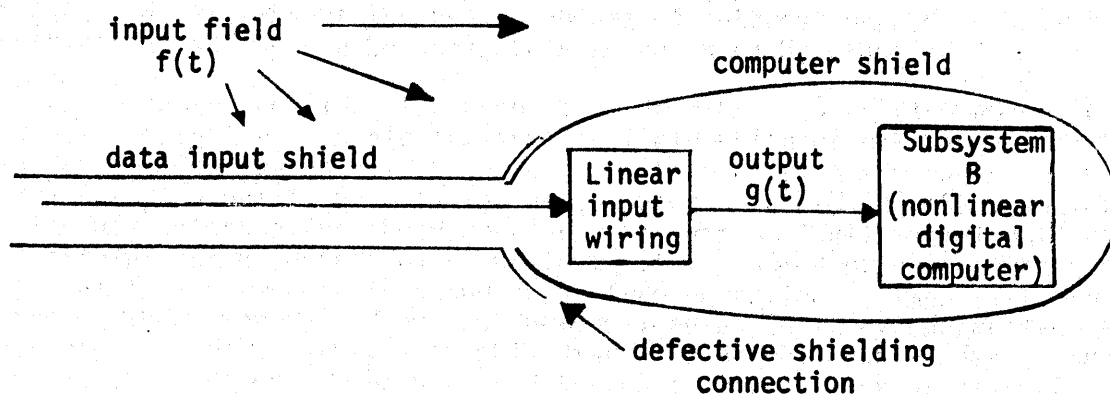 input field
f(t)
computer shield
data input shield
Linear
input
wiring
output
g(t)
Subsystem
B
(nonlinear
digital
computer)
defective shielding
connection